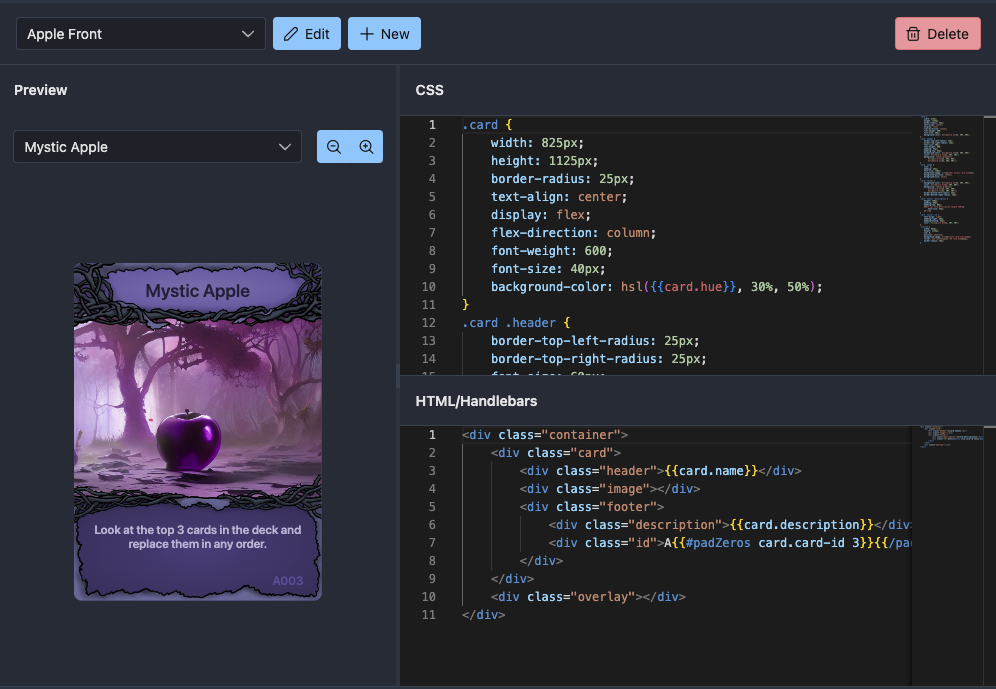 Apple Front
Edit
New
Delete
Preview
CSS
Mystic Apple
1 .card {
2 width: 825px;
3 height: 1125px;
4 border-radius: 25px;
5 text-align: center;
6 display: flex;
7 flex-direction: column;
8 font-weight: 600;
9 font-size: 40px;
10 background-color: hsl({{card.hue}}, 30%, 50%);
11 }
12 .card .header {
13 border-top-left-radius: 25px;
14 border-top-right-radius: 25px;
15 font-size: 60px;
Mystic Apple
Look at the top 3 cards in the deck and
replace them in any order.
A003
HTML/Handlebars
1 <div class="container">
2 <div class="card">
3 <div class="header">{{card.name}}</div>
4 <div class="image"></div>
5 <div class="footer">
6 <div class="description">{{card.description}}</div>
7 <div class="id">A{{#padZeros card.card-id 3}}{{/pa
8 </div>
9 </div>
10 <div class="overlay"></div>
11 </div>